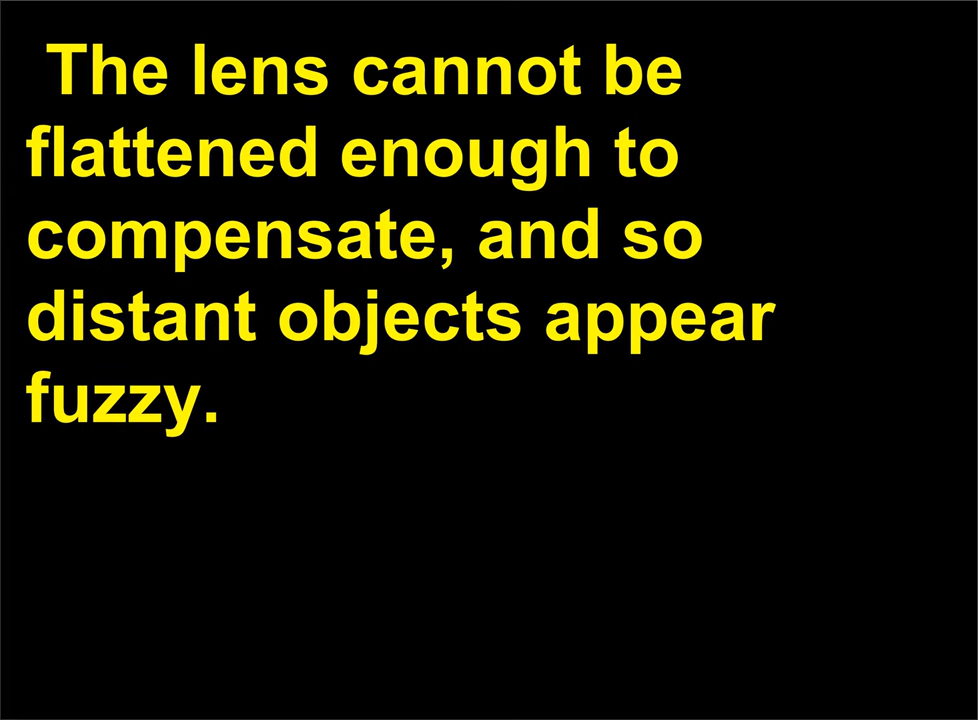 The lens cannot be
flattened enough to
compensate, and so
distant objects appear
fuzzy.